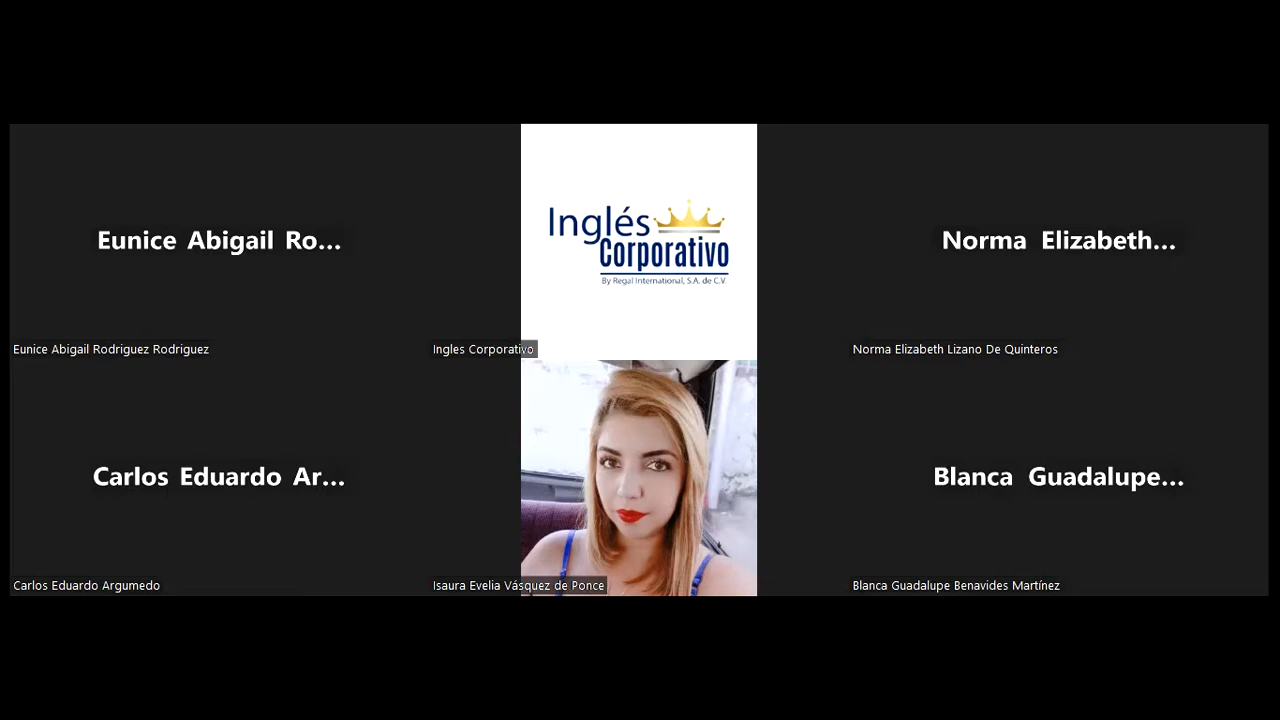 Eunice Abigail Ro...
Inglés
Corporativo
By Regal International, S.A. de C.V.
Norma Elizabeth...
Eunice Abigail Rodriguez Rodriguez
Ingles Corporativo
Norma Elizabeth Lizano De Quinteros
Carlos Eduardo Ar...
Blanca Guadalupe...
Carlos Eduardo Argumedo
Isaura Evelia Vásquez de Ponce
Blanca Guadalupe Benavides Martínez